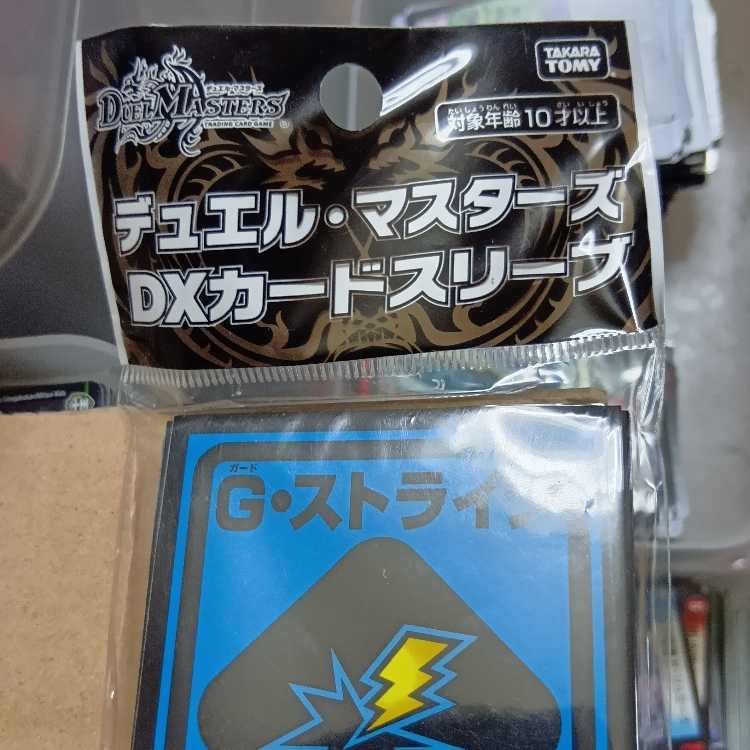 デュエル・マスターズ
DUEL MASTERS
TRADING CARD GAME
TAKARA
TOMY
たいしょうねんれい さい いじょう
対象年齢10才以上
デュエル・マスターズ
DXカードスリーブ
ガード
G・ストライク